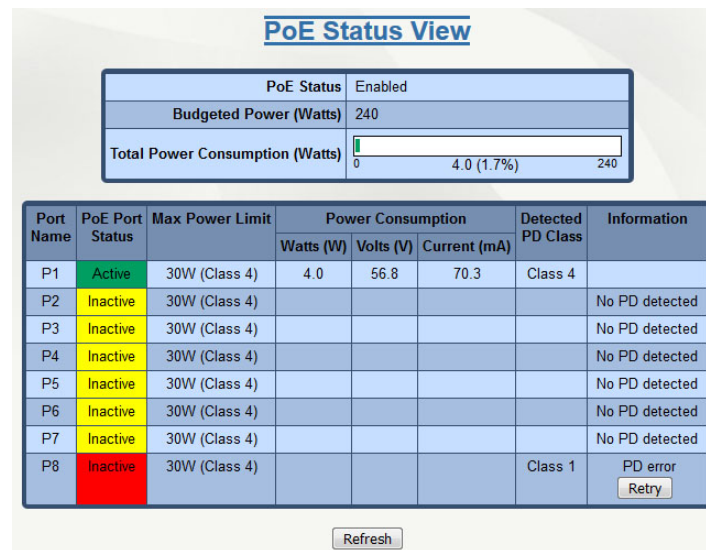 PoE Status View
PoE Status Enabled
Budgeted Power (Watts) 240
Total Power Consumption (Watts) 0 4.0 (1.7%) 240
Port Name PoE Port Status Max Power Limit Power Consumption Detected PD Class Information
Watts (W) Volts (V) Current (mA)
P1 Active 30W (Class 4) 4.0 56.8 70.3 Class 4
P2 Inactive 30W (Class 4) No PD detected
P3 Inactive 30W (Class 4) No PD detected
P4 Inactive 30W (Class 4) No PD detected
P5 Inactive 30W (Class 4) No PD detected
P6 Inactive 30W (Class 4) No PD detected
P7 Inactive 30W (Class 4) No PD detected
P8 Inactive 30W (Class 4) Class 1 PD error
Retry
Refresh